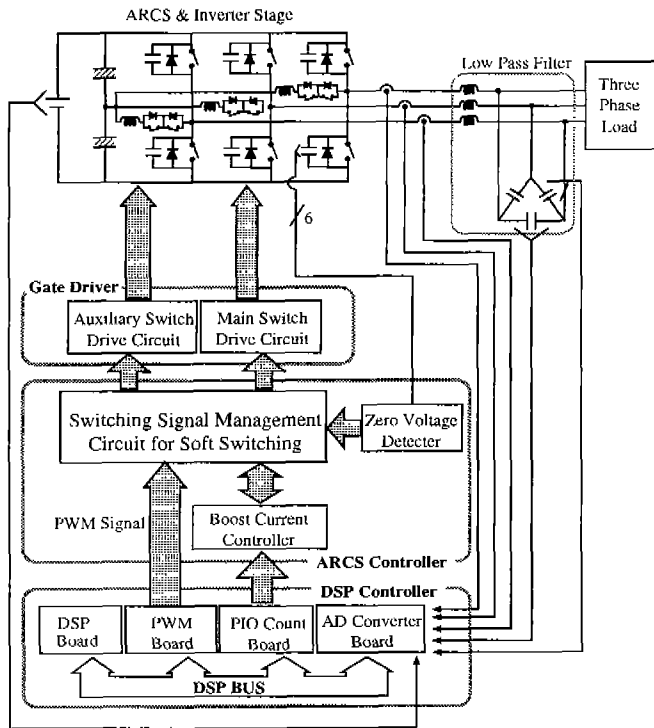 ARCS & Inverter Stage
Low Pass Filter
Three
Phase
Load
6
Gate Driver
Auxiliary Switch
Drive Circuit
Main Switch
Drive Circuit
Switching Signal Management
Circuit for Soft Switching
Zero Voltage
Detecter
PWM Signal
Boost Current
Controller
ARCS Controller
DSP Controller
DSP
Board
PWM
Board
PIO Count
Board
AD Converter
Board
DSP BUS